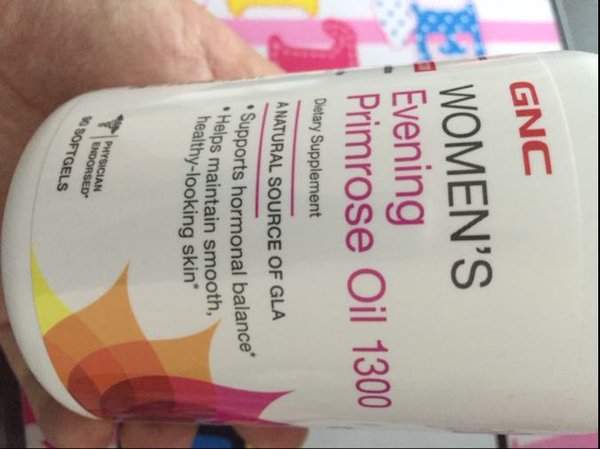 GNC
WOMEN'S
Evening
Primrose Oil 1300
Dietary Supplement
A NATURAL SOURCE OF GLA
• Supports hormonal balance*
• Helps maintain smooth,
healthy-looking skin*
PHYSICIAN
ENDORSED*
90 SOFTGELS